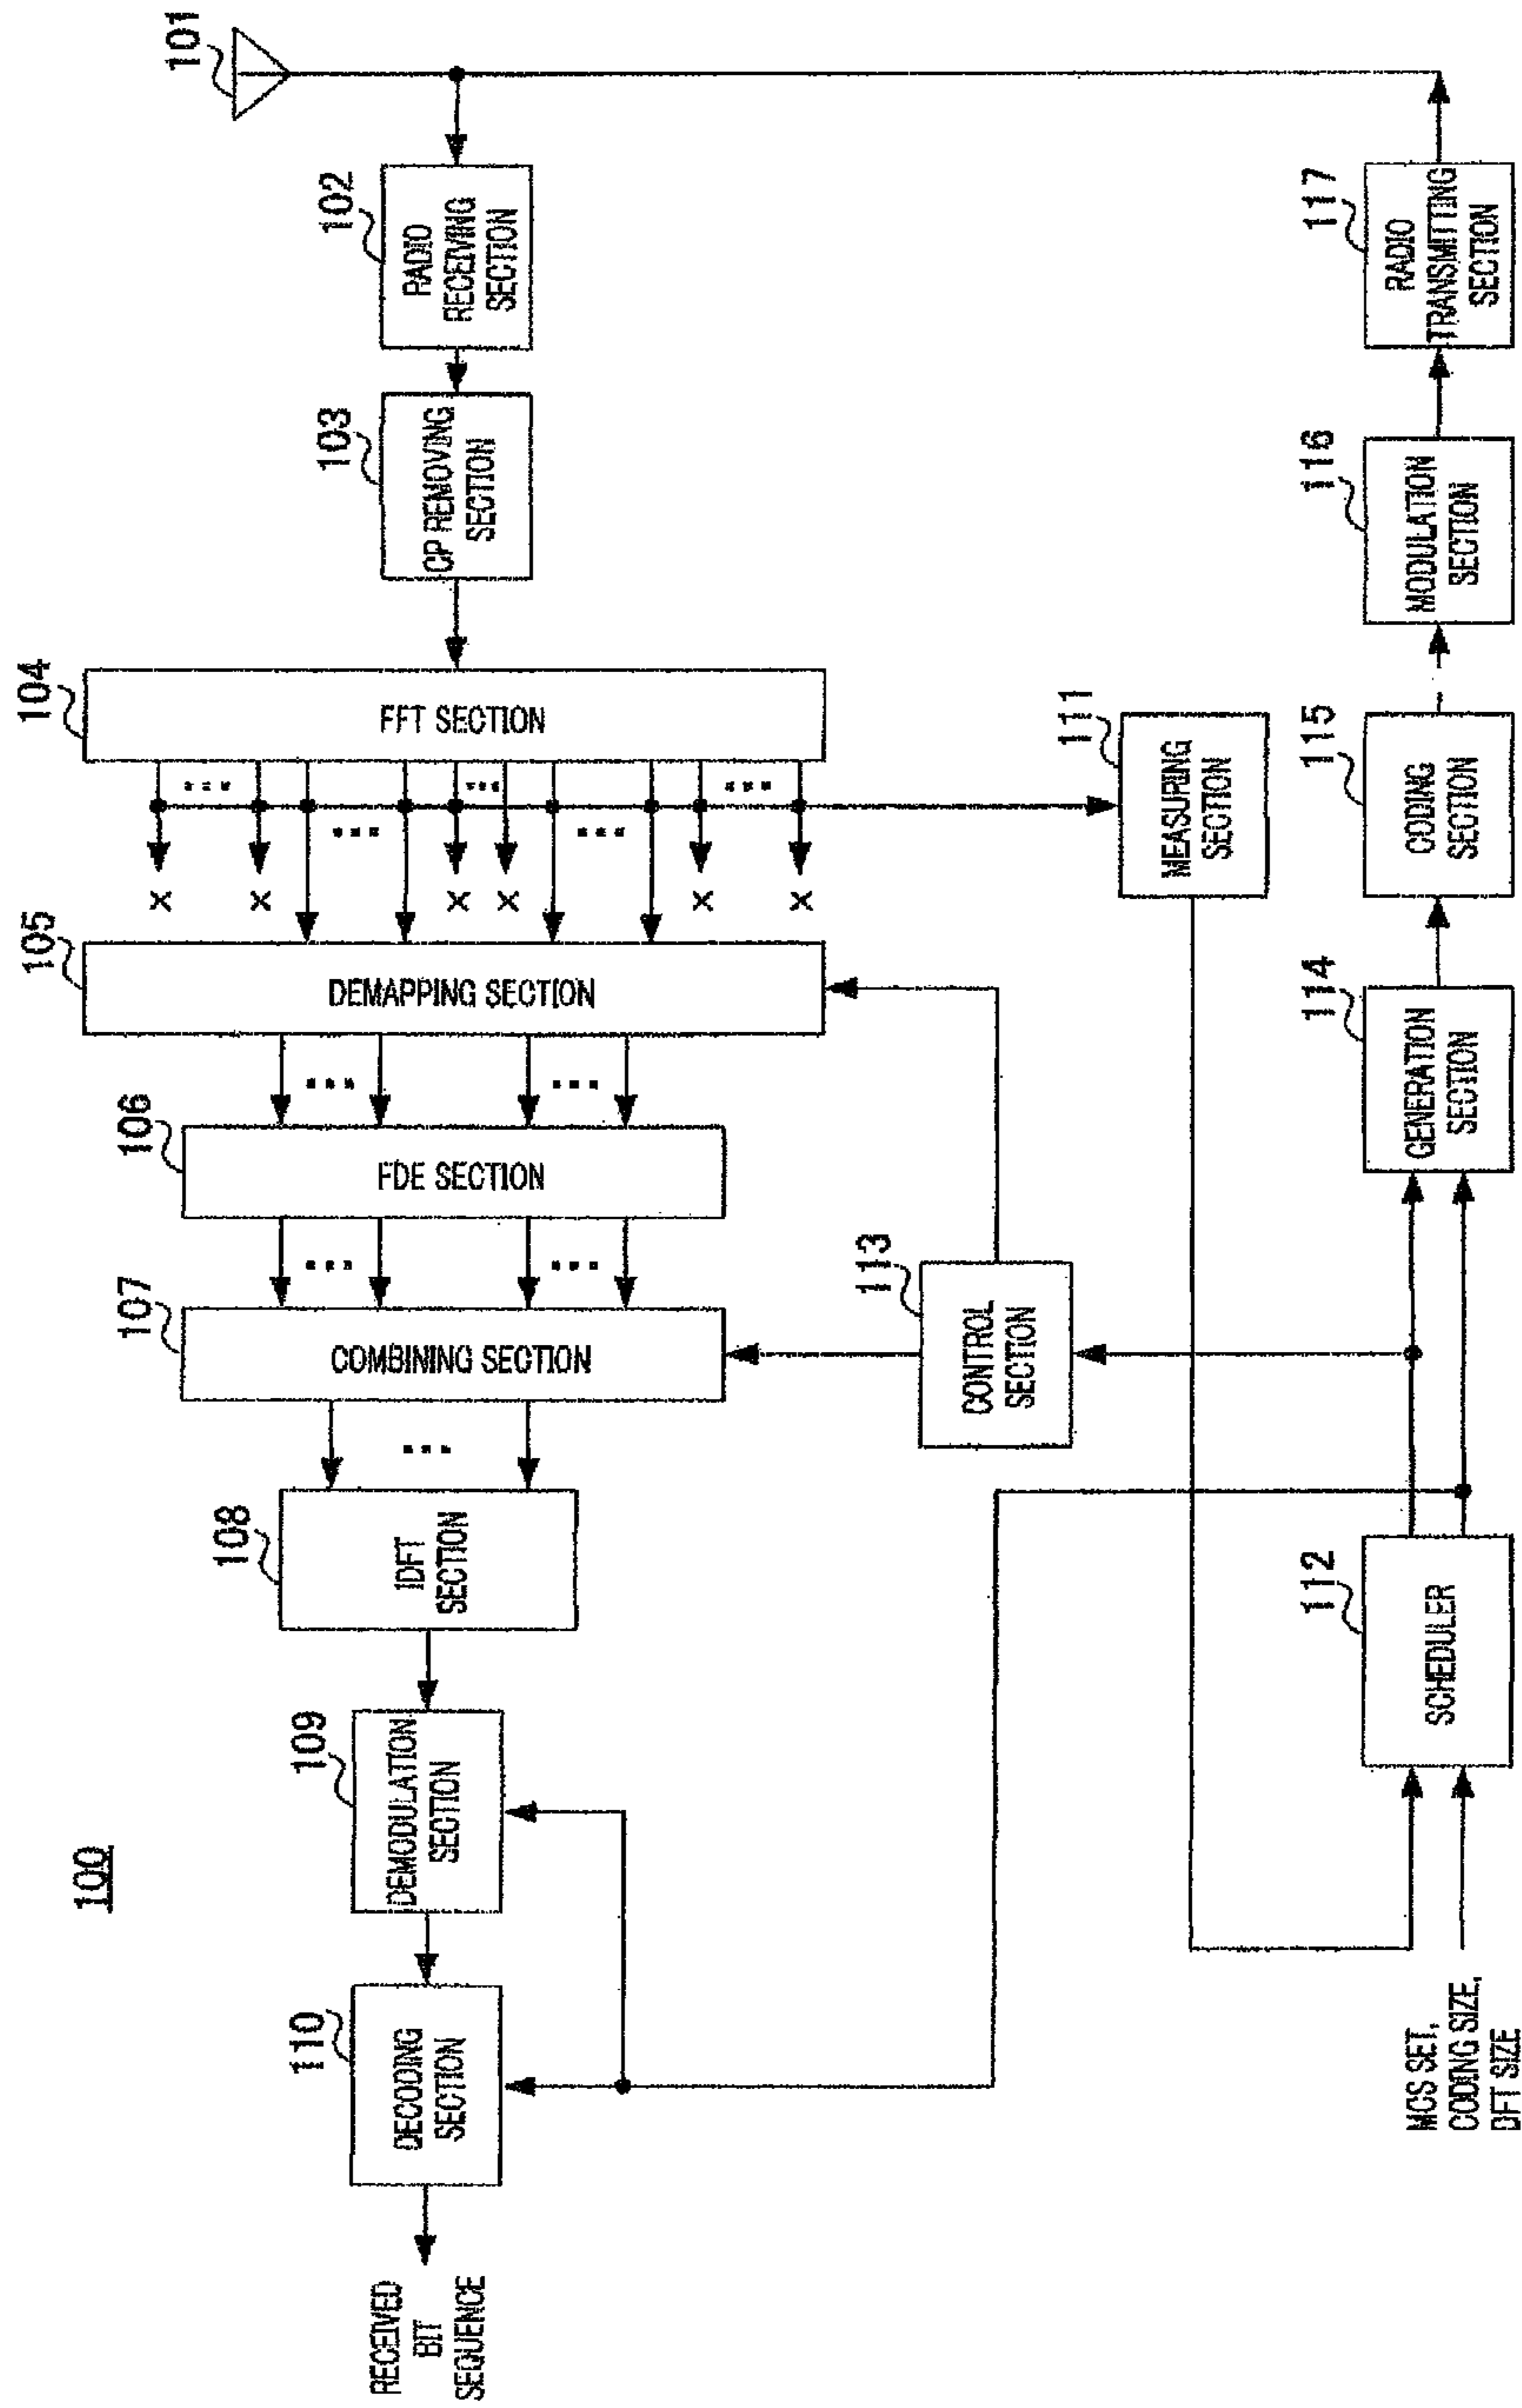 100
RECEIVED
BIT
SEQUENCE
110
DECODING
SECTION
109
DEMODULATION
SECTION
108
IDFT
SECTION
107
COMBINING SECTION
106
FDE SECTION
105
DEMAPPING SECTION
104
FFT SECTION
103
CP REMOVING
SECTION
102
RADIO
RECEIVING
SECTION
101
X
X
X
X
X
X
113
CONTROL
SECTION
111
MEASURING
SECTION
MCS SET,
CODING SIZE,
DFT SIZE
112
SCHEDULER
114
GENERATION
SECTION
115
CODING
SECTION
116
MODULATION
SECTION
117
RADIO
TRANSMITTING
SECTION